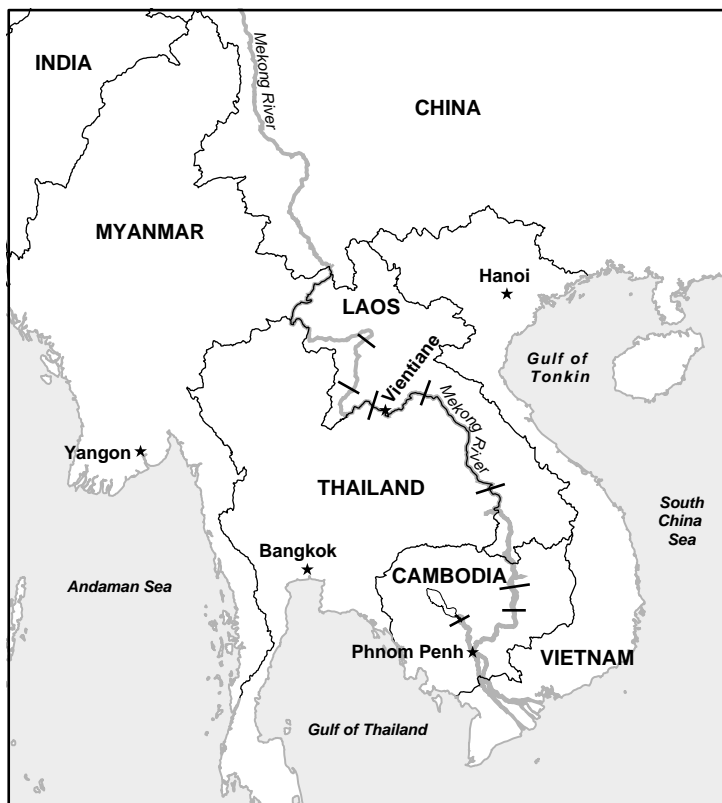 INDIA
Mekong River
CHINA
MYANMAR
Hanoi
LAOS
Gulf of
Tonkin
Vientiane
Mekong River
Yangon
THAILAND
South
China
Sea
Bangkok
Andaman Sea
CAMBODIA
Phnom Penh
VIETNAM
Gulf of Thailand